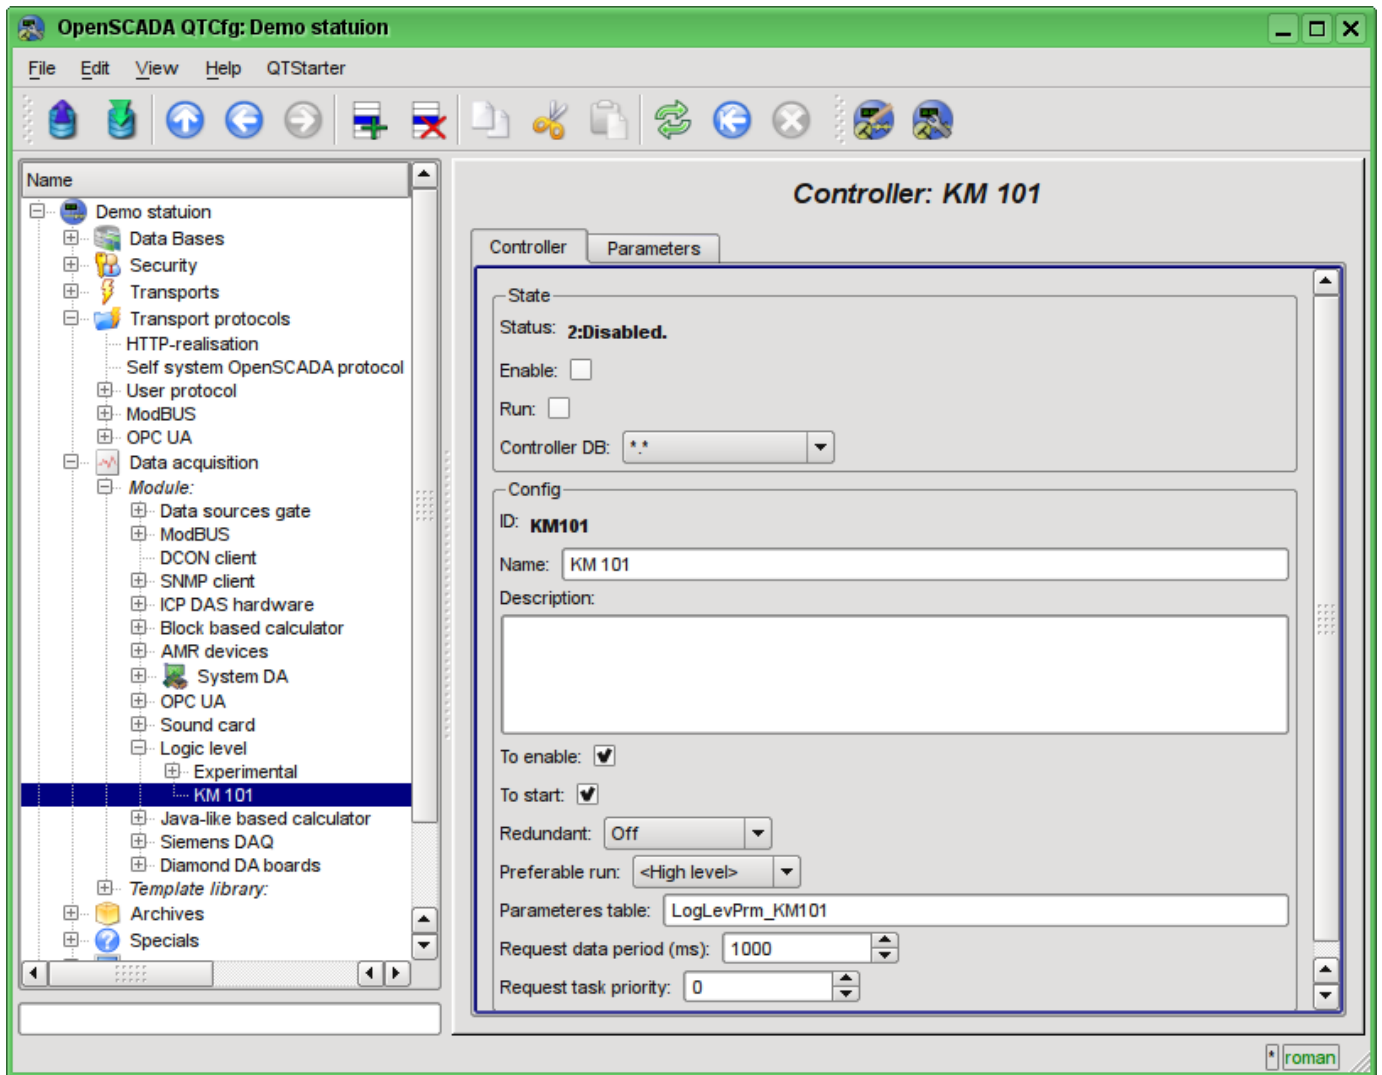 OpenSCADA QTCfg: Demo statuion
File Edit View Help QTStarter
Name
Demo statuion
Data Bases
Security
Transports
Transport protocols
HTTP-realisation
Self system OpenSCADA protocol
User protocol
ModBUS
OPC UA
Data acquisition
Module:
Data sources gate
ModBUS
DCON client
SNMP client
ICP DAS hardware
Block based calculator
AMR devices
System DA
OPC UA
Sound card
Logic level
Experimental
KM 101
Java-like based calculator
Siemens DAQ
Diamond DA boards
Template library:
Archives
Specials
Controller: KM 101
Controller Parameters
State
Status: 2:Disabled.
Enable:
Run:
Controller DB: *.*
Config
ID: KM101
Name: KM 101
Description:
To enable:
To start:
Redundant: Off
Preferable run: <High level>
Parameteres table: LogLevPrm_KM101
Request data period (ms): 1000
Request task priority: 0
* roman